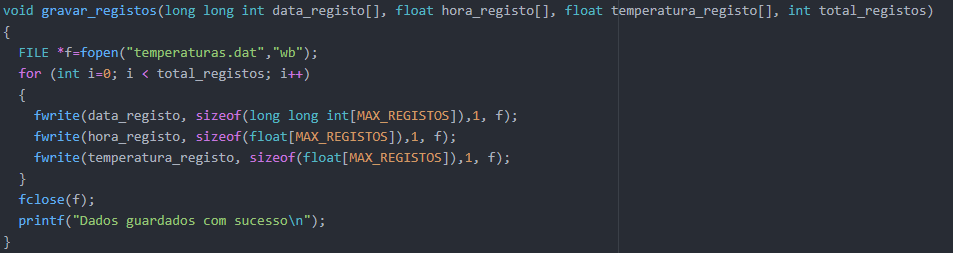 void gravar_registos(long long int data_registo[], float hora_registo[], float temperatura_registo[], int total_registos)
{
  FILE *f=fopen("temperaturas.dat","wb");
  for (int i=0; i < total_registos; i++)
  {
    fwrite(data_registo, sizeof(long long int[MAX_REGISTOS]),1, f);
    fwrite(hora_registo, sizeof(float[MAX_REGISTOS]),1, f);
    fwrite(temperatura_registo, sizeof(float[MAX_REGISTOS]),1, f);
  }
  fclose(f);
  printf("Dados guardados com sucesso\n");
}